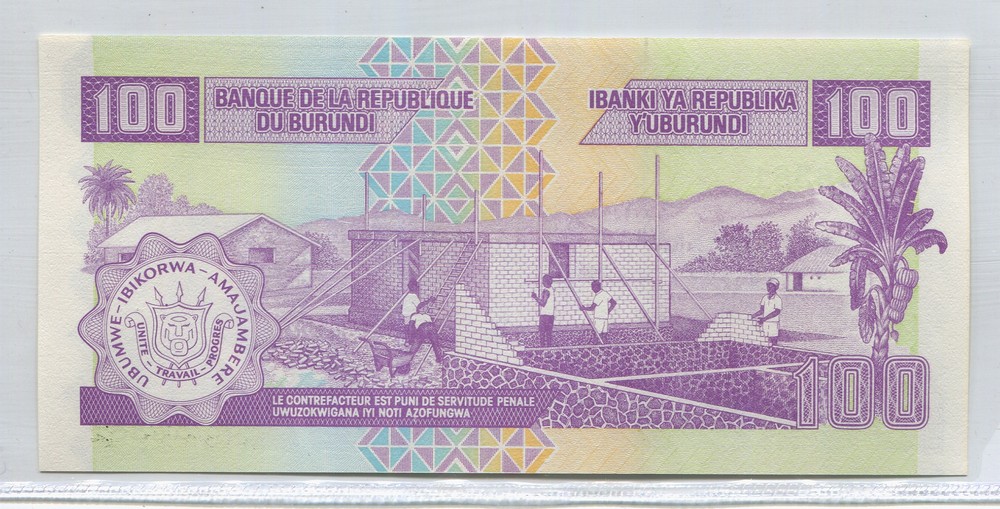 100
BANQUE DE LA REPUBLIQUE
DU BURUNDI
IBANKI YA REPUBLIKA
Y'UBURUNDI
100
UBUMWE - IBIKORWA - AMAJAMBERE
UNITE - TRAVAIL - PROGRES
LE CONTREFACTEUR EST PUNI DE SERVITUDE PENALE
UWUZOKWIGANA IYI NOTI AZOFUNGWA
100